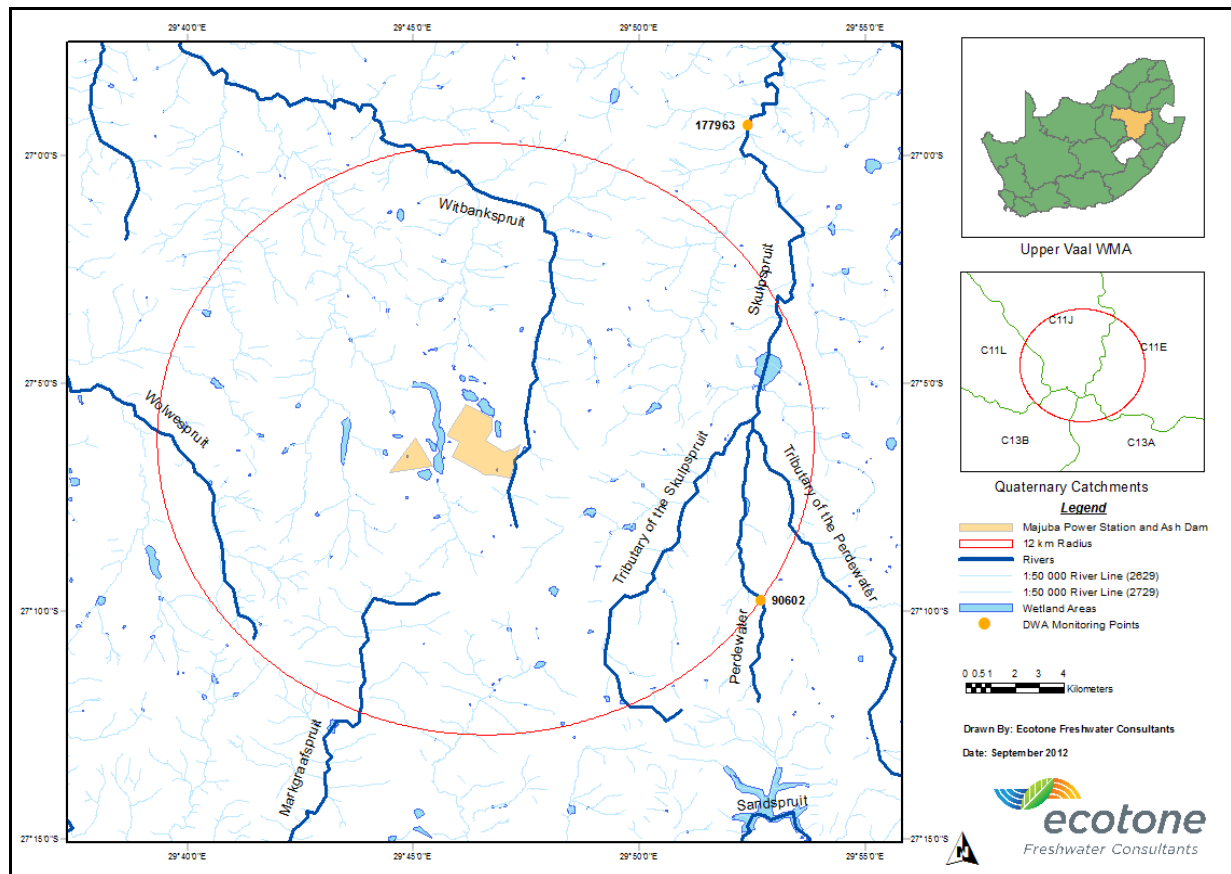 29°40'0"E 29°45'0"E 29°50'0"E 29°55'0"E
27°0'0"S 27°0'0"S
27°5'0"S 27°5'0"S
27°10'0"S 27°10'0"S
27°15'0"S 27°15'0"S
29°40'0"E 29°45'0"E 29°50'0"E 29°55'0"E
177963
Witbankspruit
Skulpspruit
Wolwespruit
Tributary of the Skulpspruit
Tributary of the Perdewater
90602
Perdewater
Markgraafspruit
Sandspruit
Upper Vaal WMA
C11J
C11L
C11E
C13B
C13A
Quaternary Catchments
Legend
Majuba Power Station and Ash Dam
12 km Radius
Rivers
1:50 000 River Line (2629)
1:50 000 River Line (2729)
Wetland Areas
DWA Monitoring Points
0 0.5 1 2 3 4
Kilometers
Drawn By: Ecotone Freshwater Consultants
Date: September 2012
N
ecotone
Freshwater Consultants